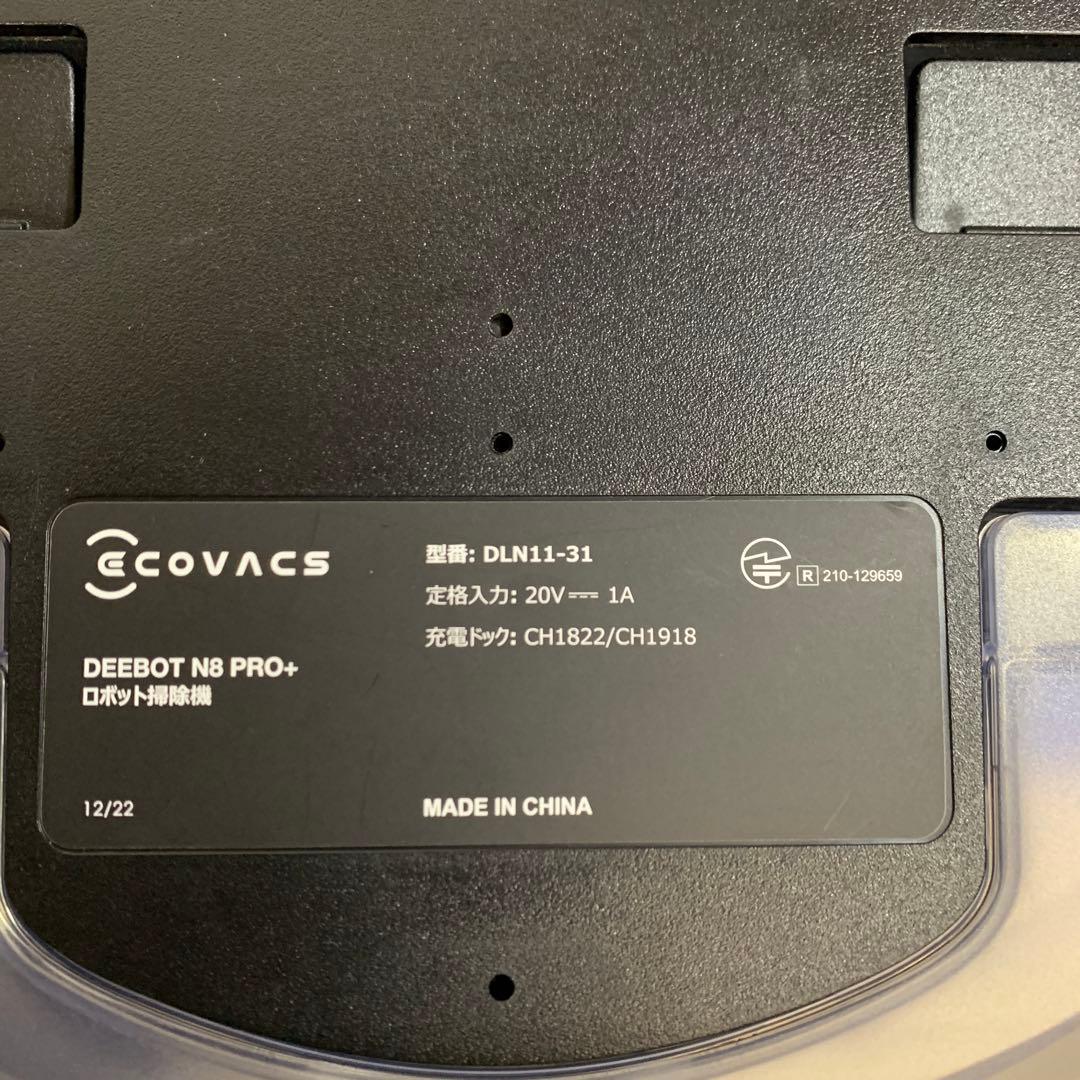 ECOVACS
DEEBOT N8 PRO+
ロボット掃除機
12/22
型番: DLN11-31
定格入力: 20V⎓ 1A
充電ドック: CH1822/CH1918
MADE IN CHINA
R 210-129659